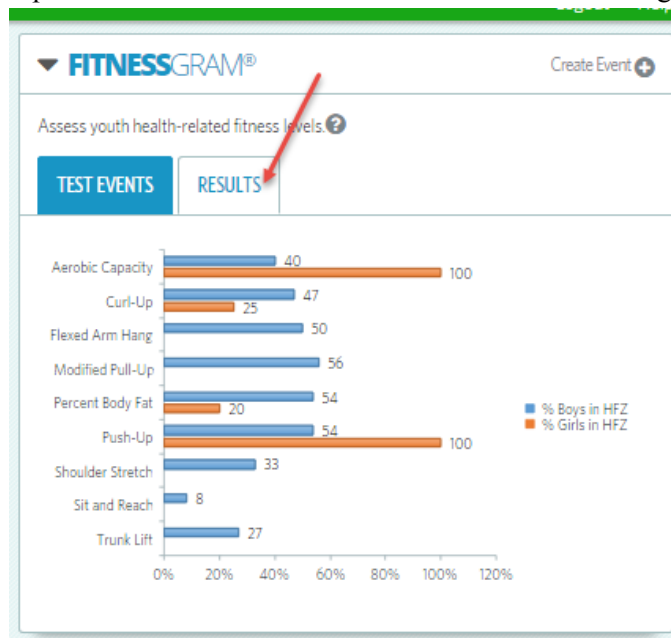 FITNESSGRAM®
Create Event
Assess youth health-related fitness levels.
TEST EVENTS
RESULTS
Aerobic Capacity 40 100
Curl-Up 47 25
Flexed Arm Hang 50
Modified Pull-Up 56
Percent Body Fat 54 20
Push-Up 54 100
Shoulder Stretch 33
Sit and Reach 8
Trunk Lift 27
% Boys in HFZ
% Girls in HFZ
0% 20% 40% 60% 80% 100% 120%